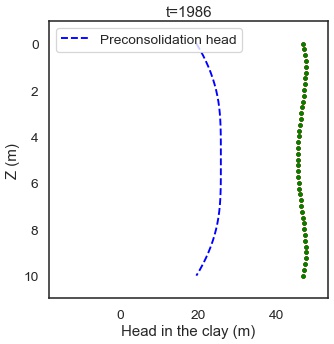 t=1986
Preconsolidation head
0
2
4
6
8
10
Z (m)
0 20 40
Head in the clay (m)